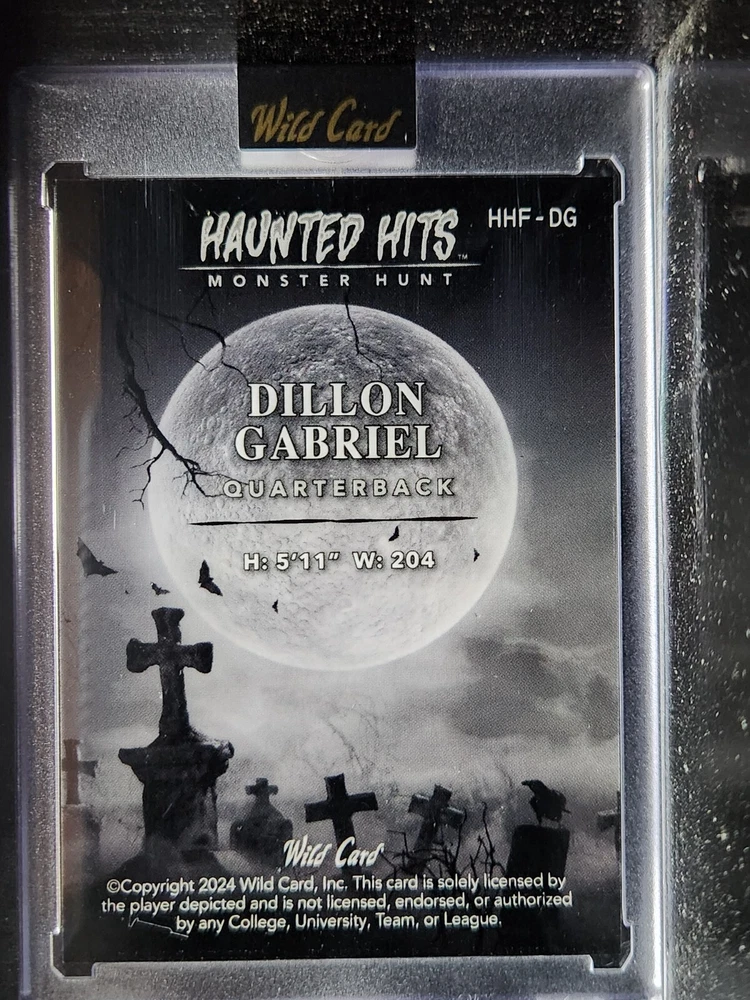 Wild Card
HAUNTED HITS™
HHF-DG
MONSTER HUNT
DILLON
GABRIEL
QUARTERBACK
H: 5'11" W: 204
Wild Card
©Copyright 2024 Wild Card, Inc. This card is solely licensed by
the player depicted and is not licensed, endorsed, or authorized
by any College, University, Team, or League.